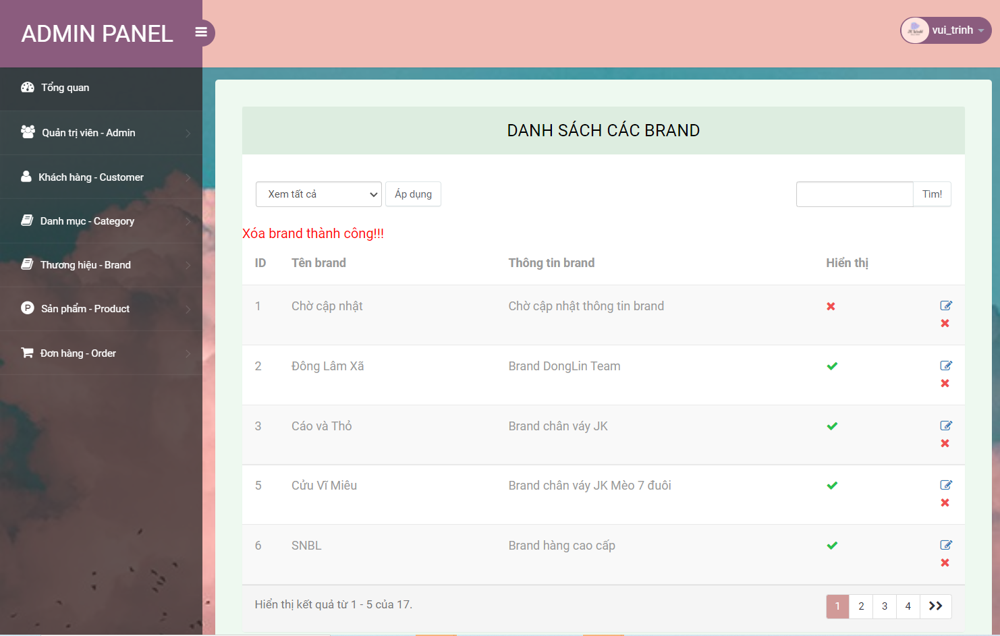 ADMIN PANEL
vui_trinh
Tổng quan
Quản trị viên - Admin
Khách hàng - Customer
Danh mục - Category
Thương hiệu - Brand
Sản phẩm - Product
Đơn hàng - Order
DANH SÁCH CÁC BRAND
Xem tất cả Áp dụng Tìm!
Xóa brand thành công!!!
ID Tên brand Thông tin brand Hiển thị
1 Chờ cập nhật Chờ cập nhật thông tin brand
2 Đông Lâm Xã Brand DongLin Team
3 Cáo và Thỏ Brand chân váy JK
5 Cửu Vĩ Miêu Brand chân váy JK Mèo 7 đuôi
6 SNBL Brand hàng cao cấp
Hiển thị kết quả từ 1 - 5 của 17. 1 2 3 4